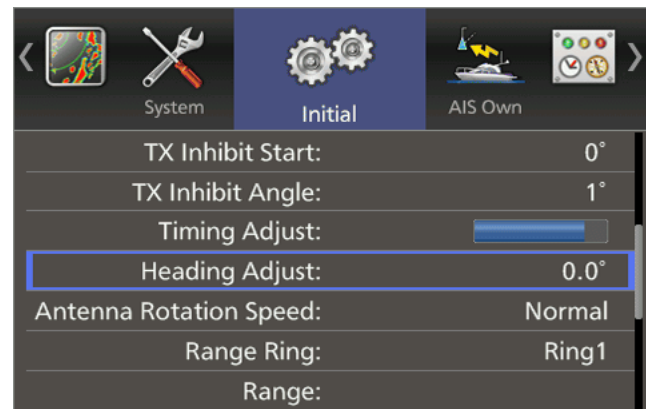 System
Initial
AIS Own
TX Inhibit Start: 0°
TX Inhibit Angle: 1°
Timing Adjust:
Heading Adjust: 0.0°
Antenna Rotation Speed: Normal
Range Ring: Ring1
Range: